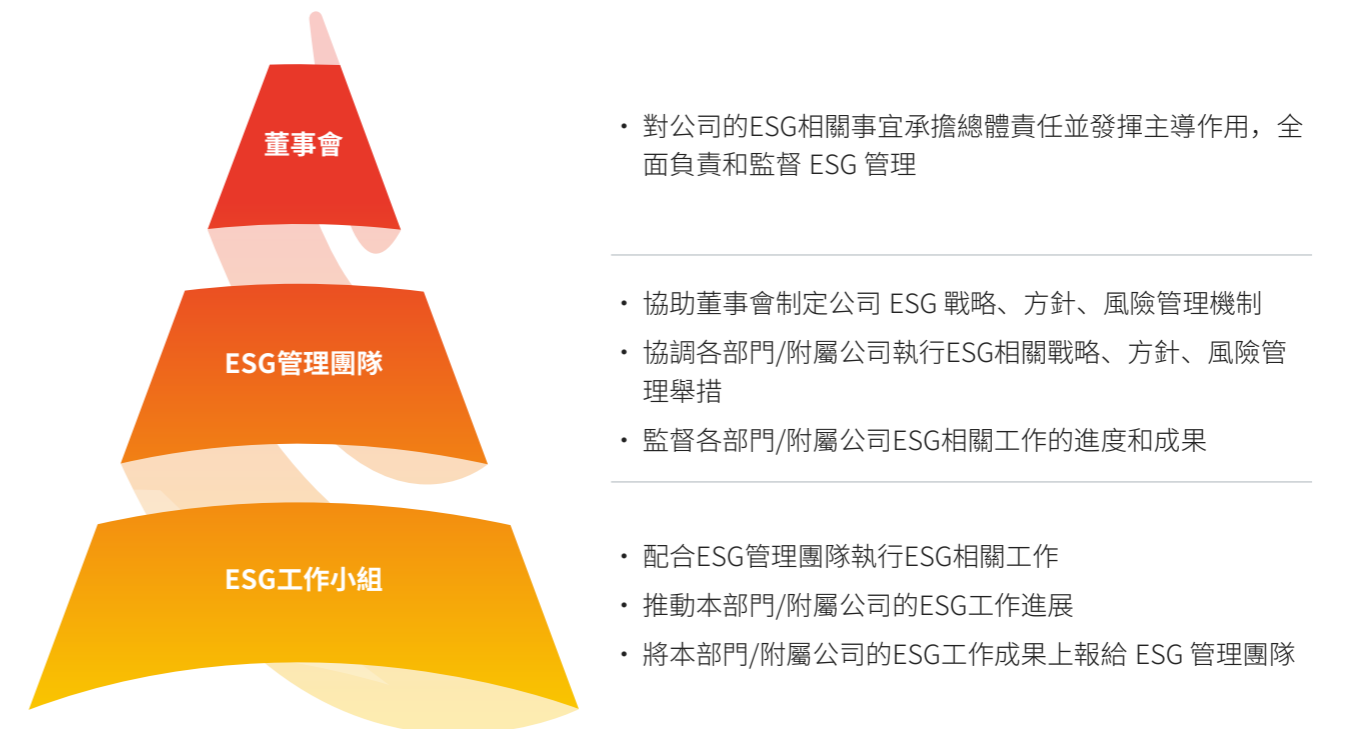 董事會
・對公司的ESG相關事宜承擔總體責任並發揮主導作用，全
面負責和監督 ESG 管理
ESG管理團隊
・協助董事會制定公司 ESG 戰略、方針、風險管理機制
・協調各部門/附屬公司執行ESG相關戰略、方針、風險管
理舉措
・監督各部門/附屬公司ESG相關工作的進度和成果
ESG工作小組
・配合ESG管理團隊執行ESG相關工作
・推動本部門/附屬公司的ESG工作進展
・將本部門/附屬公司的ESG工作成果上報給 ESG 管理團隊